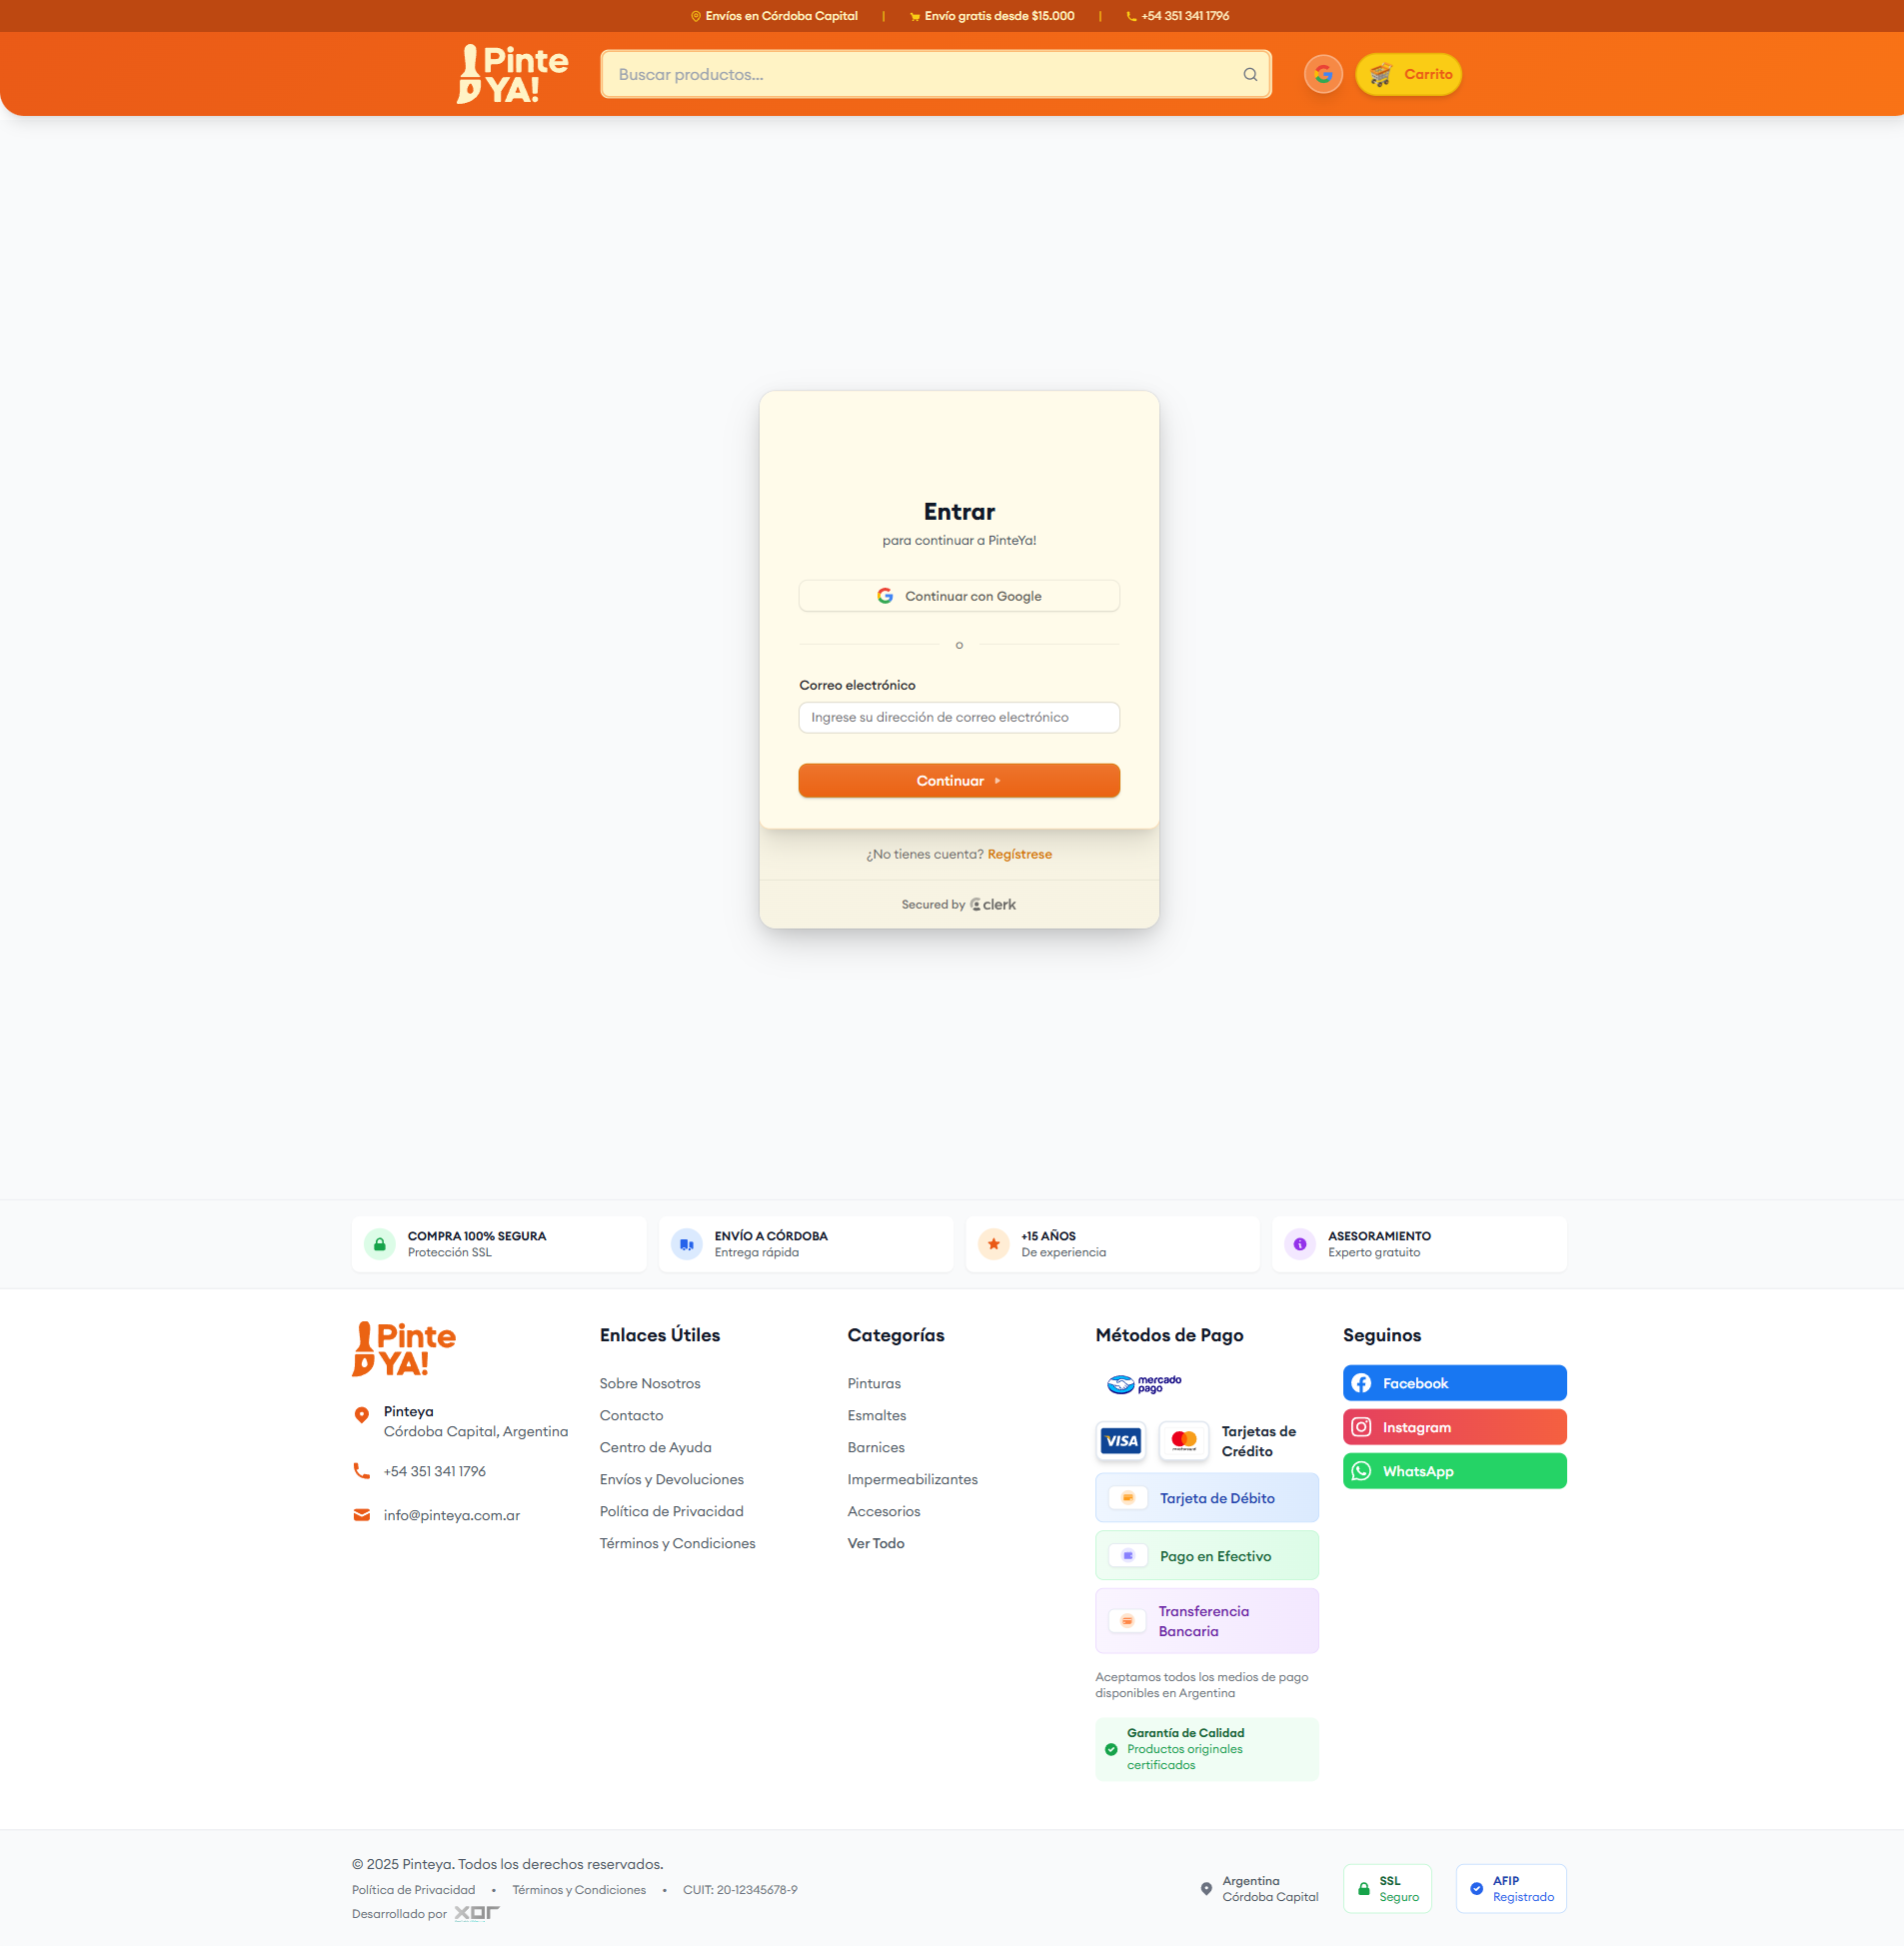 Envíos en Córdoba Capital | Envío gratis desde $15.000 | +54 351 341 1796
Pinte
YA!
Buscar productos...
Carrito
Entrar
para continuar a PinteYa!
Continuar con Google
o
Correo electrónico
Ingrese su dirección de correo electrónico
Continuar
¿No tienes cuenta? Regístrese
Secured by clerk
COMPRA 100% SEGURA
Protección SSL
ENVÍO A CÓRDOBA
Entrega rápida
+15 AÑOS
De experiencia
ASESORAMIENTO
Experto gratuito
Pinte
YA!
Pinteya
Córdoba Capital, Argentina
+54 351 341 1796
info@pinteya.com.ar
Enlaces Útiles
Sobre Nosotros
Contacto
Centro de Ayuda
Envíos y Devoluciones
Política de Privacidad
Términos y Condiciones
Categorías
Pinturas
Esmaltes
Barnices
Impermeabilizantes
Accesorios
Ver Todo
Métodos de Pago
mercado
pago
VISA
Tarjetas de
Crédito
Tarjeta de Débito
Pago en Efectivo
Transferencia
Bancaria
Aceptamos todos los medios de pago
disponibles en Argentina
Garantía de Calidad
Productos originales
certificados
Seguinos
Facebook
Instagram
WhatsApp
© 2025 Pinteya. Todos los derechos reservados.
Política de Privacidad • Términos y Condiciones • CUIT: 20-12345678-9
Desarrollado por xor
Argentina
Córdoba Capital
SSL
Seguro
AFIP
Registrado